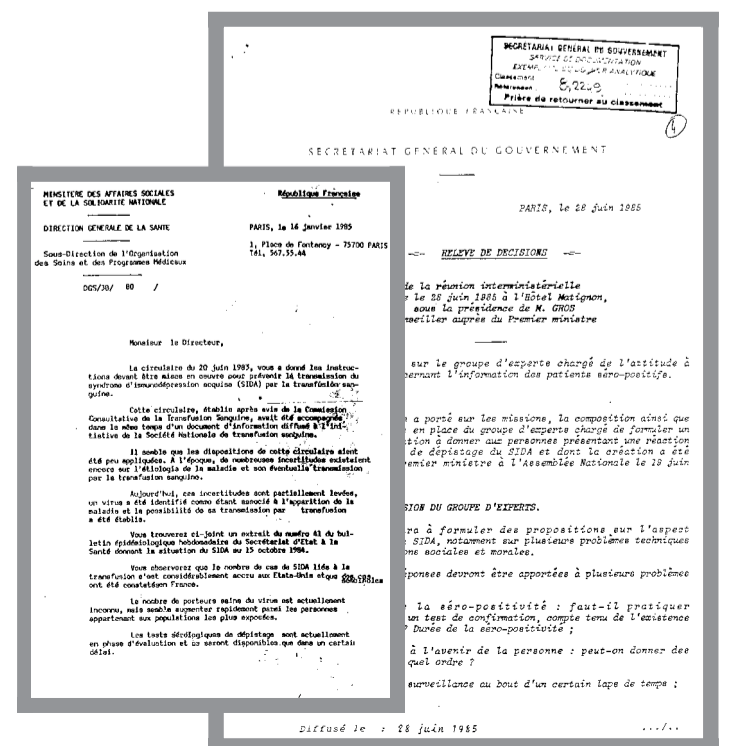 SECRÉTARIAT GÉNÉRAL DU GOUVERNEMENT
SERVICE DE DOCUMENTATION
Classement
Référence
Prière de retourner au classement
4
REPUBLIQUE FRANÇAISE
SECRÉTARIAT GÉNÉRAL DU GOUVERNEMENT
PARIS, le 28 juin 1985
-=- RELEVE DE DECISIONS -=-
de la réunion interministérielle
le 28 juin 1985 à l'Hôtel Matignon,
sous la présidence de M. GROS
nseiller auprès du Premier ministre
sur le groupe d'experts chargé de l'attitude à
cernant l'information des patients séro-positifs.
a porté sur les missions, la composition ainsi que
en place du groupe d'experts chargé de formuler un
ation à donner aux personnes présentant une réaction
de dépistage du SIDA et dont la création a été
remier ministre à l'Assemblée Nationale le 19 juin
SION DU GROUPE D'EXPERTS.
ra à formuler des propositions sur l'aspect
SIDA, notamment sur plusieurs problèmes techniques
ons sociales et morales.
éponses devront être apportées à plusieurs problèmes
la séro-positivité : faut-il pratiquer
un test de confirmation, compte tenu de l'existence
? Durée de la séro-positivité ;
à l'avenir de la personne : peut-on donner des
quel ordre ?
surveillance au bout d'un certain laps de temps ;
Diffusé le : 28 juin 1985 .../..
MINSITERE DES AFFAIRES SOCIALES
ET DE LA SOLIDARITE NATIONALE
République Française
DIRECTION GENERALE DE LA SANTE
PARIS, le 16 janvier 1985
1, Place de Fontenoy - 75700 PARIS
Tél. 567.55.44
Sous-Direction de l'Organisation
des Soins et des Programmes Médicaux
DGS/3D/ 80 /
Monsieur le Directeur,
La circulaire du 20 juin 1983, vous a donné les instruc-
tions devant être mises en oeuvre pour prévenir la transmission du
syndrome d'immunodépression acquise (SIDA) par la transfusion san-
guine.
Cette circulaire, établie après avis de la Commission
Consultative de la Transfusion Sanguine, avait été accompagnée
dans le même temps d'un document d'information diffusé à l'ini-
tiative de la Société Nationale de transfusion sanguine.
Il semble que les dispositions de cette circulaire aient
été peu appliquées. A l'époque, de nombreuses incertitudes existaient
encore sur l'étiologie de la maladie et son éventuelle transmission
par la transfusion sanguine.
Aujourd'hui, ces incertitudes sont partiellement levées,
un virus a été identifié comme étant associé à l'apparition de la
maladie et la possibilité de sa transmission par transfusion
a été établie.
Vous trouverez ci-joint un extrait du numéro 41 du bul-
letin épidémiologique hebdomadaire du Secrétariat d'Etat à la
Santé donnant la situation du SIDA au 15 octobre 1984.
Vous observerez que le nombre de cas de SIDA liés à la
transfusion s'est considérablement accru aux Etats-Unis et que des cas
semblables
ont été constatés en France.
Le nombre de porteurs sains du virus est actuellement
inconnu, mais semble augmenter rapidement parmi les personnes
appartenant aux populations les plus exposées.
Les tests sérologiques de dépistage sont actuellement
en phase d'évaluation et ne seront disponibles que dans un certain
délai.